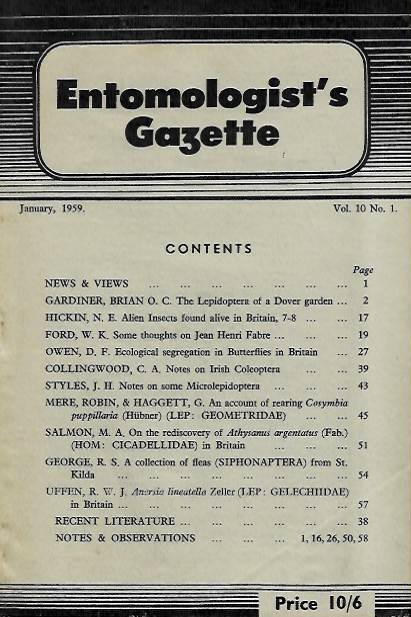 Entomologist's
Gazette
January, 1959. Vol. 10 No. 1.
CONTENTS
Page
NEWS & VIEWS ... ... ... ... ... ... ... 1
GARDINER, BRIAN O. C. The Lepidoptera of a Dover garden ... 2
HICKIN, N. E. Alien Insects found alive in Britain, 7-8 ... ... 17
FORD, W. K. Some thoughts on Jean Henri Fabre ... ... ... 19
OWEN, D. F. Ecological segregation in Butterflies in Britain ... 27
COLLINGWOOD, C. A. Notes on Irish Coleoptera ... ... ... 39
STYLES, J. H. Notes on some Microlepidoptera ... ... ... 43
MERE, ROBIN, & HAGGETT, G. An account of rearing Cosymbia
puppillaria (Hübner) (LEP: GEOMETRIDAE) ... ... ... 45
SALMON, M. A. On the rediscovery of Athysanus argentatus (Fab.)
(HOM: CICADELLIDAE) in Britain ... ... ... ... 51
GEORGE, R. S. A collection of fleas (SIPHONAPTERA) from St.
Kilda ... ... ... ... ... ... ... ... 54
UFFEN, R. W. J. Anarsia lineatella Zeller (LEP: GELECHIIDAE)
in Britain ... ... ... ... ... ... ... ... 57
RECENT LITERATURE ... ... ... ... ... ... 38
NOTES & OBSERVATIONS ... ... ... 1, 16, 26, 50, 58
Price 10/6